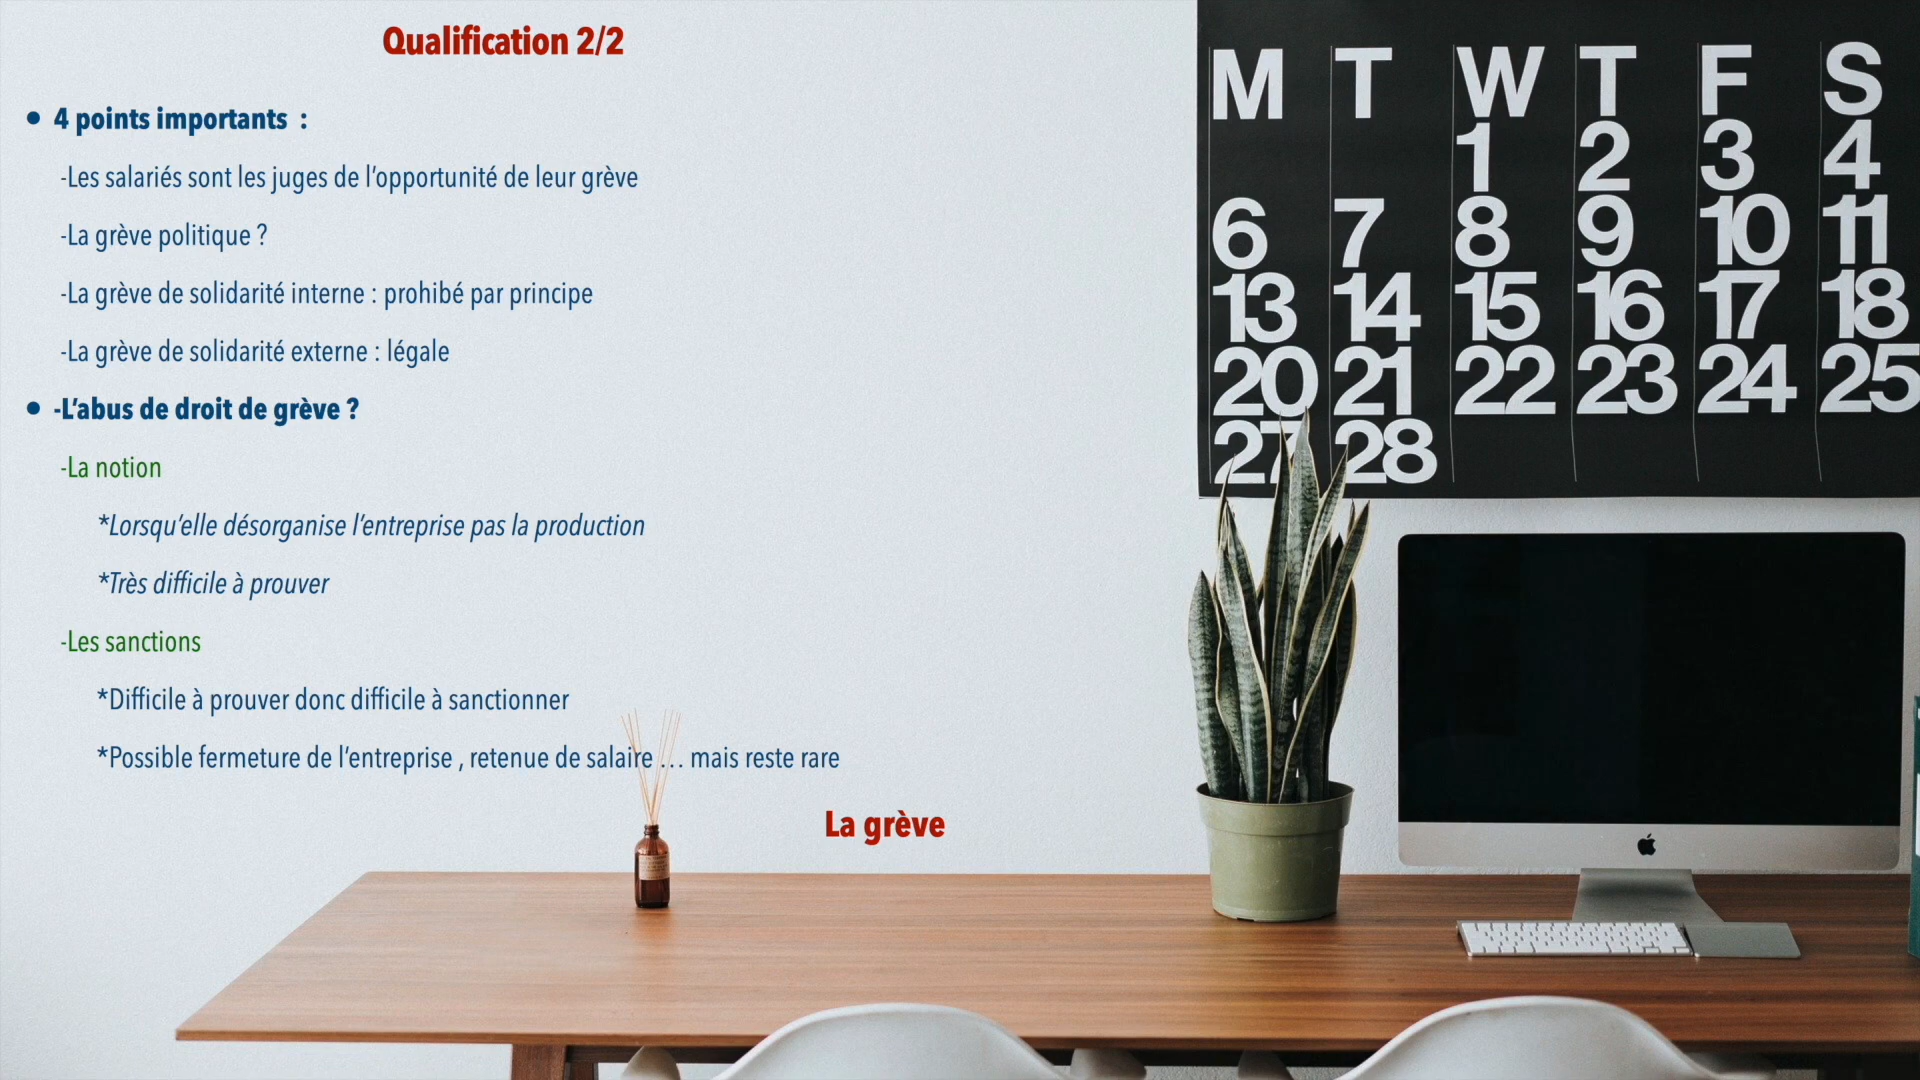 Qualification 2/2
• 4 points importants :
-Les salariés sont les juges de l’opportunité de leur grève
-La grève politique ?
-La grève de solidarité interne : prohibé par principe
-La grève de solidarité externe : légale
• -L’abus de droit de grève ?
-La notion
*Lorsqu’elle désorganise l’entreprise pas la production
*Très difficile à prouver
-Les sanctions
*Difficile à prouver donc difficile à sanctionner
*Possible fermeture de l’entreprise , retenue de salaire … mais reste rare
La grève
M T W T F S
1 2 3 4
6 7 8 9 10 11
13 14 15 16 17 18
20 21 22 23 24 25
27 28